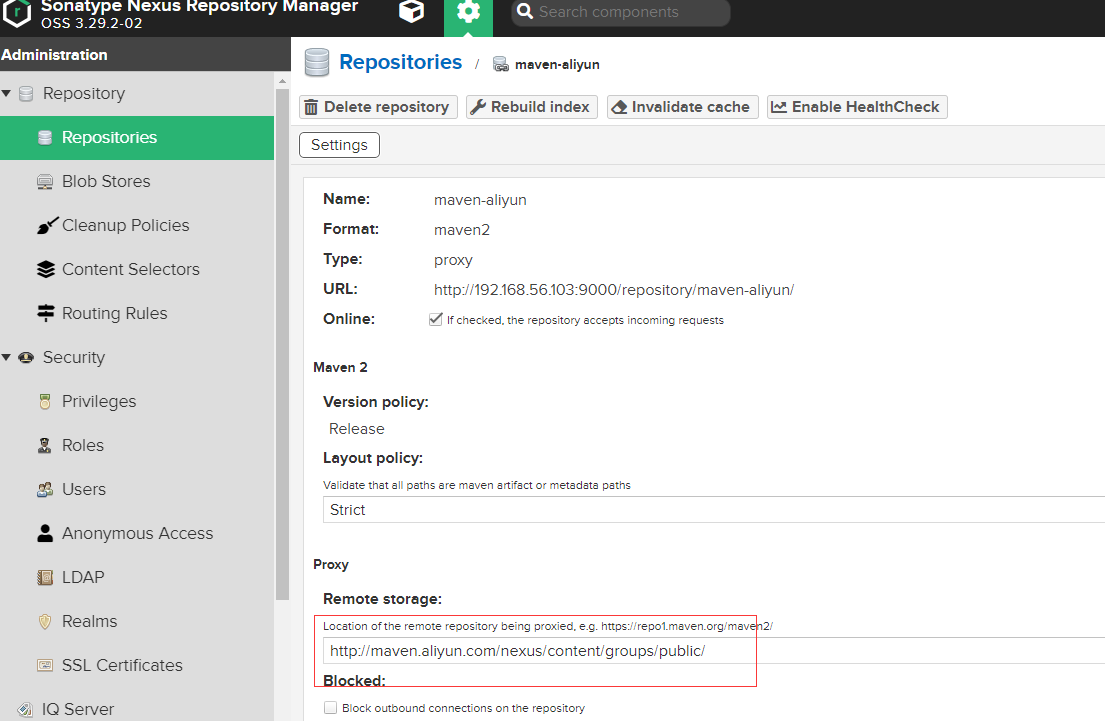 Sonatype Nexus Repository Manager
OSS 3.29.2-02
Search components
Administration
Repository
Repositories
Blob Stores
Cleanup Policies
Content Selectors
Routing Rules
Security
Privileges
Roles
Users
Anonymous Access
LDAP
Realms
SSL Certificates
IQ Server
Repositories / maven-aliyun
Delete repository Rebuild index Invalidate cache Enable HealthCheck
Settings
Name: maven-aliyun
Format: maven2
Type: proxy
URL: http://192.168.56.103:9000/repository/maven-aliyun/
Online: If checked, the repository accepts incoming requests
Maven 2
Version policy:
Release
Layout policy:
Validate that all paths are maven artifact or metadata paths
Strict
Proxy
Remote storage:
Location of the remote repository being proxied, e.g. https://repo1.maven.org/maven2/
http://maven.aliyun.com/nexus/content/groups/public/
Blocked:
Block outbound connections on the repository